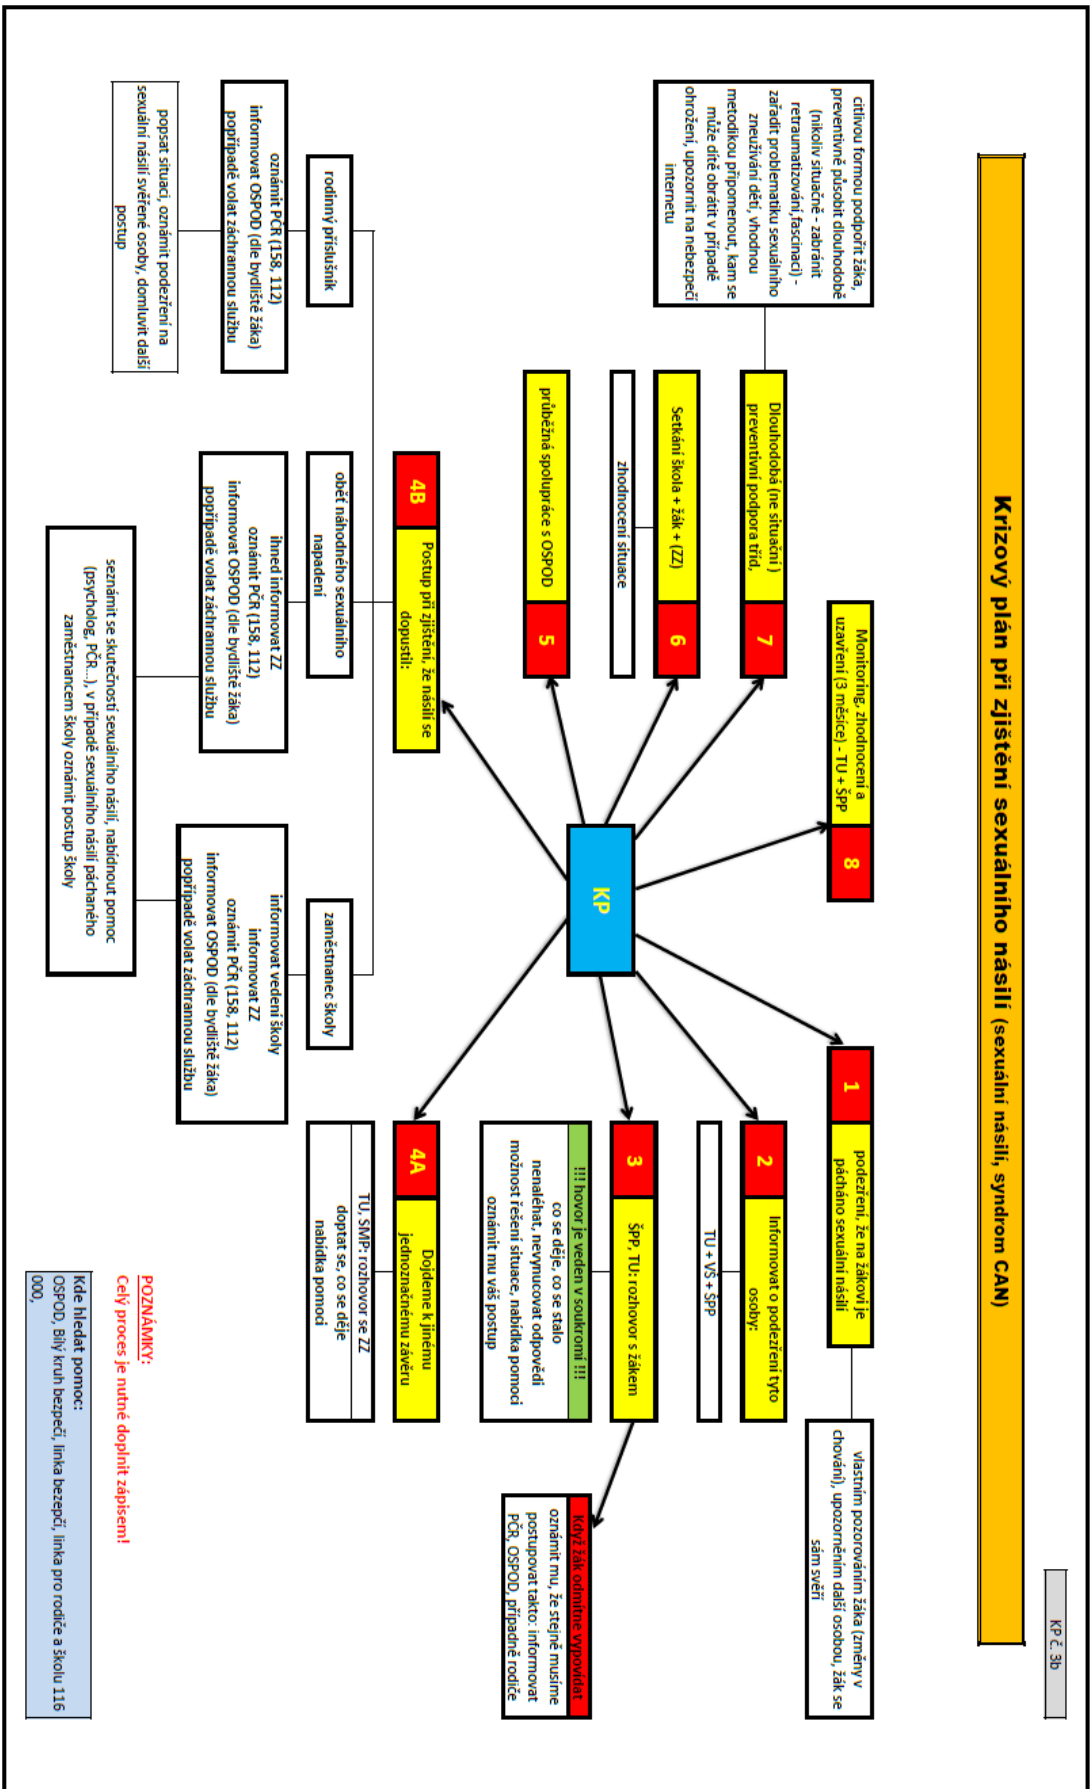 KP č. 3b
Krizový plán při zjištění sexuálního násilí (sexuální násilí, syndrom CAN)
Monitoring, zhodnocení a
uzavření (3 měsíce) - TU + ŠPP
8
1
podezření, že na žákovi je
pácháno sexuální násilí
vlastním pozorováním žáka (změny v
chování), upozorněním další osobou, žák se
sám svěří
citlivou formou podpořit žáka,
preventivně působit dlouhodobě
(nikoliv situačně - zabránit
retraumatizování,fascinaci) -
zařadit problematiku sexuálního
zneužívání dětí, vhodnou
metodikou připomenout, kam se
může dítě obrátit v případě
ohrožení, upozornit na nebezpečí
internetu
Dlouhodobá (ne situační )
preventivní podpora tříd,
7
2
Informovat o podezření tyto
osoby:
TU + VŠ + ŠPP
Setkání škola + žák + (ZZ)
6
zhodnocení situace
3
ŠPP, TU: rozhovor s žákem
!!! hovor je veden v soukromí !!!
co se děje, co se stalo
nenaléhat, nevynucovat odpovědi
možnost řešení situace, nabídka pomoci
oznámit mu váš postup
Když žák odmítne vypovídat
oznámit mu, že stejně musíme
postupovat takto: informovat
PČR, OSPOD, případně rodiče
KP
průběžná spolupráce s OSPOD
5
4B
Postup při zjištění, že násilí se
dopustil:
4A
Dojdeme k jinému
jednoznačnému závěru
TU, SMP: rozhovor se ZZ
doptat se, co se děje
nabídka pomoci
rodinný příslušník
oznámit PČR (158, 112)
informovat OSPOD (dle bydliště žáka)
popřípadě volat záchrannou službu
popsat situaci, oznámit podezření na
sexuální násilí svěřené osoby, domluvit další
postup
oběť náhodného sexuálního
napadení
ihned informovat ZZ
oznámit PČR (158, 112)
informovat OSPOD (dle bydliště žáka)
popřípadě volat záchrannou službu
zaměstnanec školy
informovat vedení školy
informovat ZZ
oznámit PČR (158, 112)
informovat OSPOD (dle bydliště žáka)
popřípadě volat záchrannou službu
seznámit se skutečností sexuálního násilí, nabídnout pomoc
(psycholog, PČR...), v případě sexuálního násilí páchaného
zaměstnancem školy oznámit postup školy
POZNÁMKY:
Celý proces je nutné doplnit zápisem!
Kde hledat pomoc:
OSPOD, Bílý kruh bezpečí, linka bezepčí, linka pro rodiče a školu 116
000,